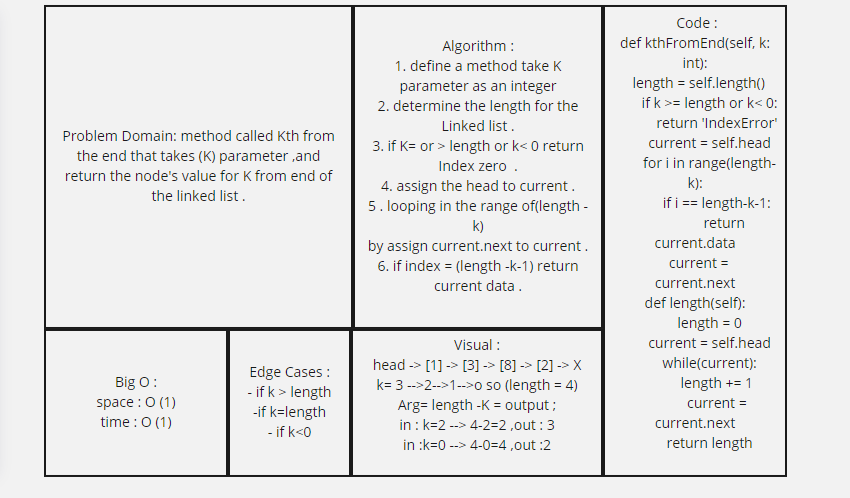 Problem Domain: method called Kth from
the end that takes (K) parameter ,and
return the node's value for K from end of
the linked list .
Algorithm :
1. define a method take K
parameter as an integer
2. determine the length for the
Linked list .
3. if K= or > length or k< 0 return
Index zero .
4. assign the head to current .
5 . looping in the range of(length -
k)
by assign current.next to current .
6. if index = (length -k-1) return
current data .
Code :
def kthFromEnd(self, k:
int):
length = self.length()
if k >= length or k< 0:
return 'IndexError'
current = self.head
for i in range(length-
k):
if i == length-k-1:
return
current.data
current =
current.next
def length(self):
length = 0
current = self.head
while(current):
length += 1
current =
current.next
return length
Big O :
space : O (1)
time : O (1)
Edge Cases :
- if k > length
-if k=length
- if k<0
Visual :
head -> [1] -> [3] -> [8] -> [2] -> X
k= 3 -->2-->1-->o so (length = 4)
Arg= length -K = output ;
in : k=2 --> 4-2=2 ,out : 3
in :k=0 --> 4-0=4 ,out :2